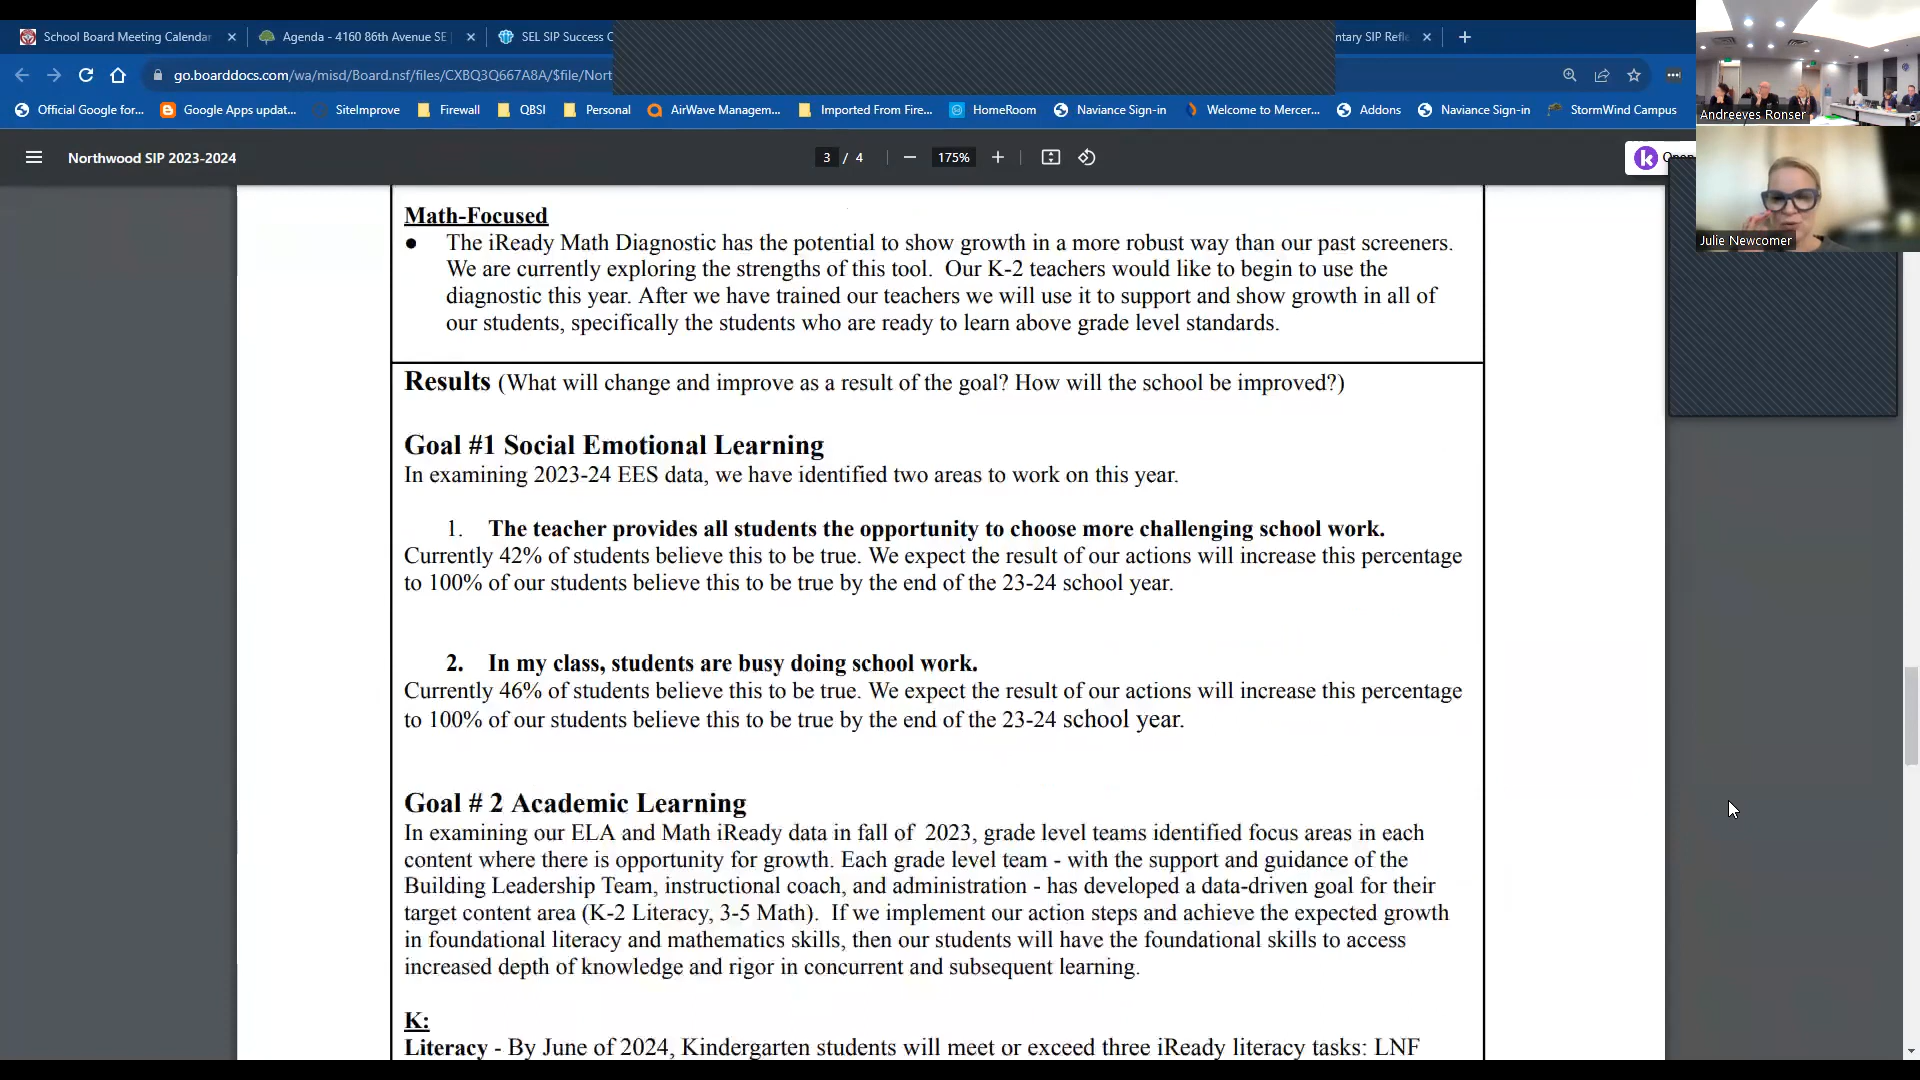 School Board Meeting Calendar
Agenda - 4160 86th Avenue SE
SEL SIP Success
ntary SIP Refle
go.boarddocs.com/wa/misd/Board.nsf/files/CXBQ3Q667A8A/$file/Nort
Official Google for...
Google Apps updat...
SiteImprove
Firewall
QBSI
Personal
AirWave Managem...
Imported From Fire...
HomeRoom
Naviance Sign-in
Welcome to Mercer...
Addons
Naviance Sign-in
StormWind Campus
Andreeves Ronser
Northwood SIP 2023-2024
3 / 4
175%
Julie Newcomer
Math-Focused
● The iReady Math Diagnostic has the potential to show growth in a more robust way than our past screeners.
We are currently exploring the strengths of this tool. Our K-2 teachers would like to begin to use the
diagnostic this year. After we have trained our teachers we will use it to support and show growth in all of
our students, specifically the students who are ready to learn above grade level standards.
Results (What will change and improve as a result of the goal? How will the school be improved?)
Goal #1 Social Emotional Learning
In examining 2023-24 EES data, we have identified two areas to work on this year.
1. The teacher provides all students the opportunity to choose more challenging school work.
Currently 42% of students believe this to be true. We expect the result of our actions will increase this percentage
to 100% of our students believe this to be true by the end of the 23-24 school year.
2. In my class, students are busy doing school work.
Currently 46% of students believe this to be true. We expect the result of our actions will increase this percentage
to 100% of our students believe this to be true by the end of the 23-24 school year.
Goal # 2 Academic Learning
In examining our ELA and Math iReady data in fall of 2023, grade level teams identified focus areas in each
content where there is opportunity for growth. Each grade level team - with the support and guidance of the
Building Leadership Team, instructional coach, and administration - has developed a data-driven goal for their
target content area (K-2 Literacy, 3-5 Math). If we implement our action steps and achieve the expected growth
in foundational literacy and mathematics skills, then our students will have the foundational skills to access
increased depth of knowledge and rigor in concurrent and subsequent learning.
K:
Literacy - By June of 2024, Kindergarten students will meet or exceed three iReady literacy tasks: LNF